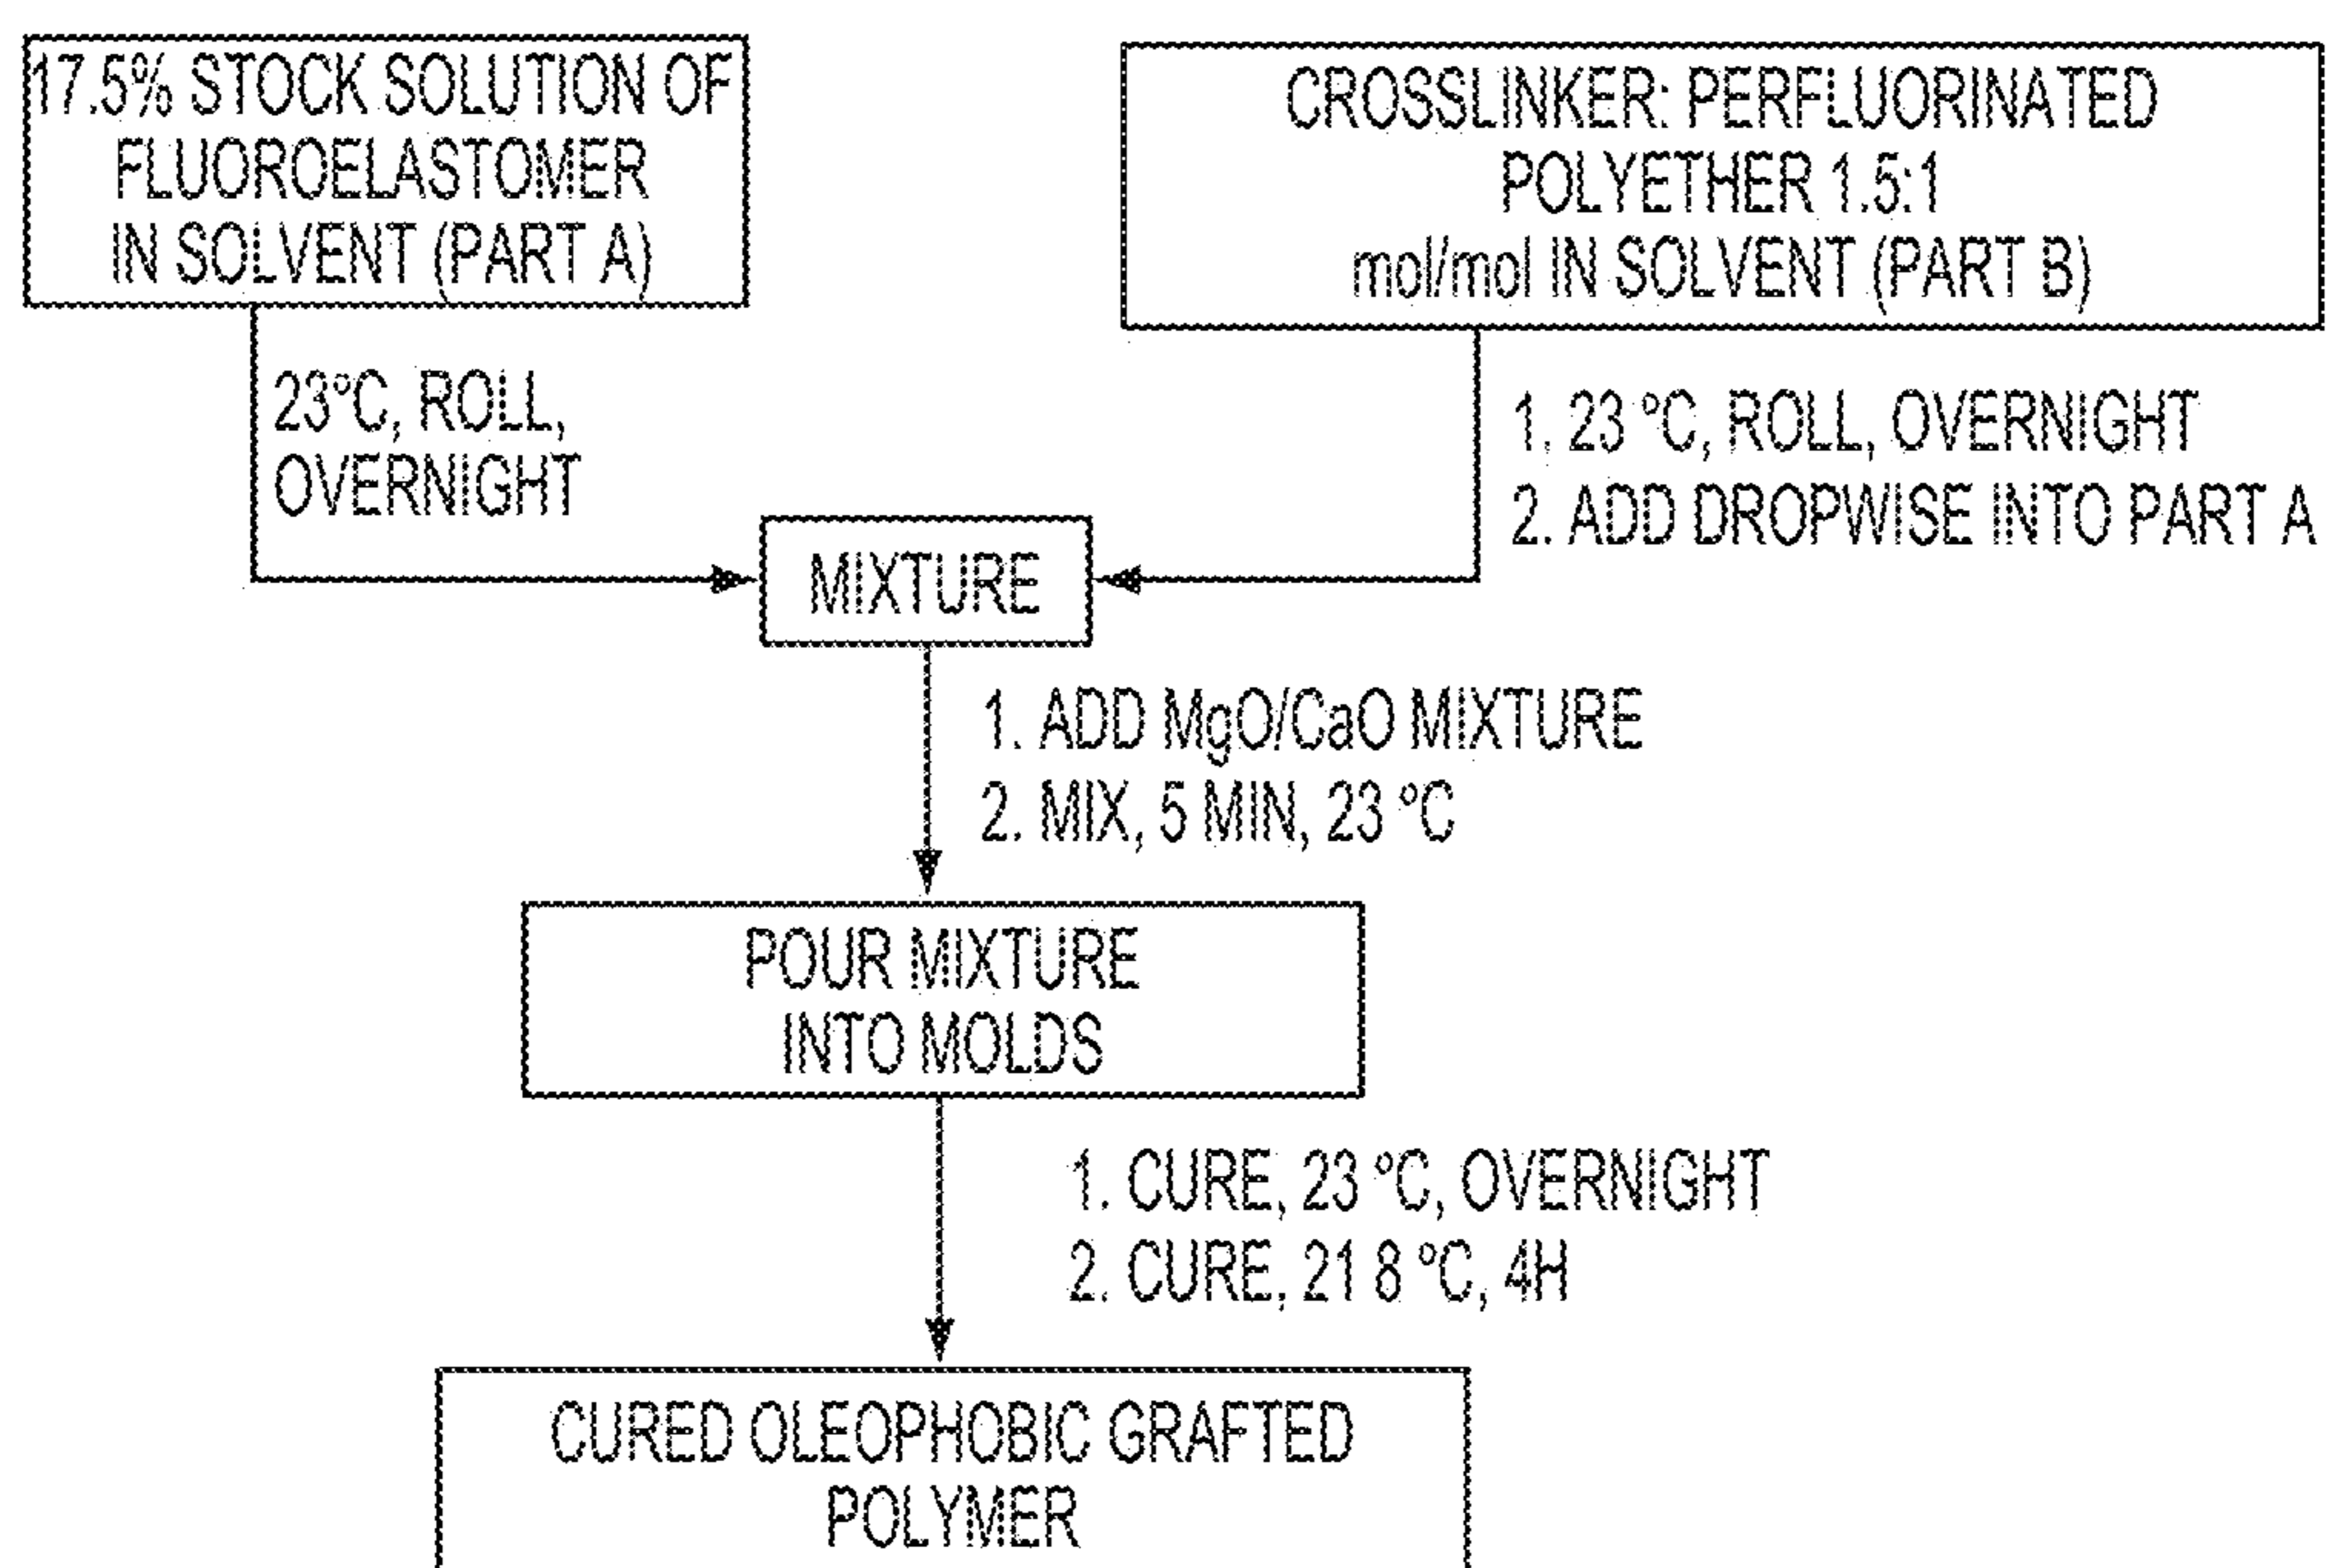 17.5% STOCK SOLUTION OF
FLUOROELASTOMER
IN SOLVENT (PART A)
CROSSLINKER: PERFLUORINATED
POLYETHER 1.5:1
mol/mol IN SOLVENT (PART B)
23°C, ROLL,
OVERNIGHT
1. 23 °C, ROLL, OVERNIGHT
2. ADD DROPWISE INTO PART A
MIXTURE
1. ADD MgO/CaO MIXTURE
2. MIX, 5 MIN, 23 °C
POUR MIXTURE
INTO MOLDS
1. CURE, 23 °C, OVERNIGHT
2. CURE, 21 8 °C, 4H
CURED OLEOPHOBIC GRAFTED
POLYMER